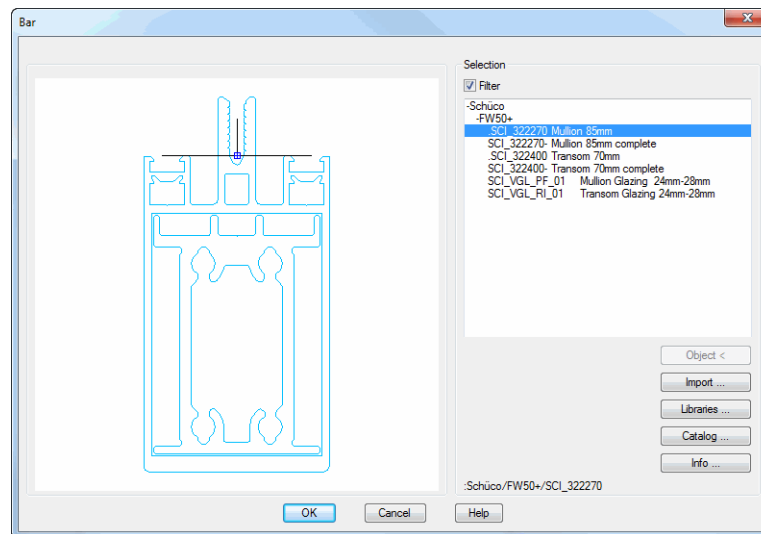 Bar
Selection
Filter
-Schüco
-FW50+
.SCI_322270 Mullion 85mm
SCI_322270- Mullion 85mm complete
.SCI_322400 Transom 70mm
SCI_322400- Transom 70mm complete
SCI_VGL_PF_01 Mullion Glazing 24mm-28mm
SCI_VGL_RI_01 Transom Glazing 24mm-28mm
Object <
Import ...
Libraries ...
Catalog ...
Info ...
:Schüco/FW50+/SCI_322270
OK Cancel Help